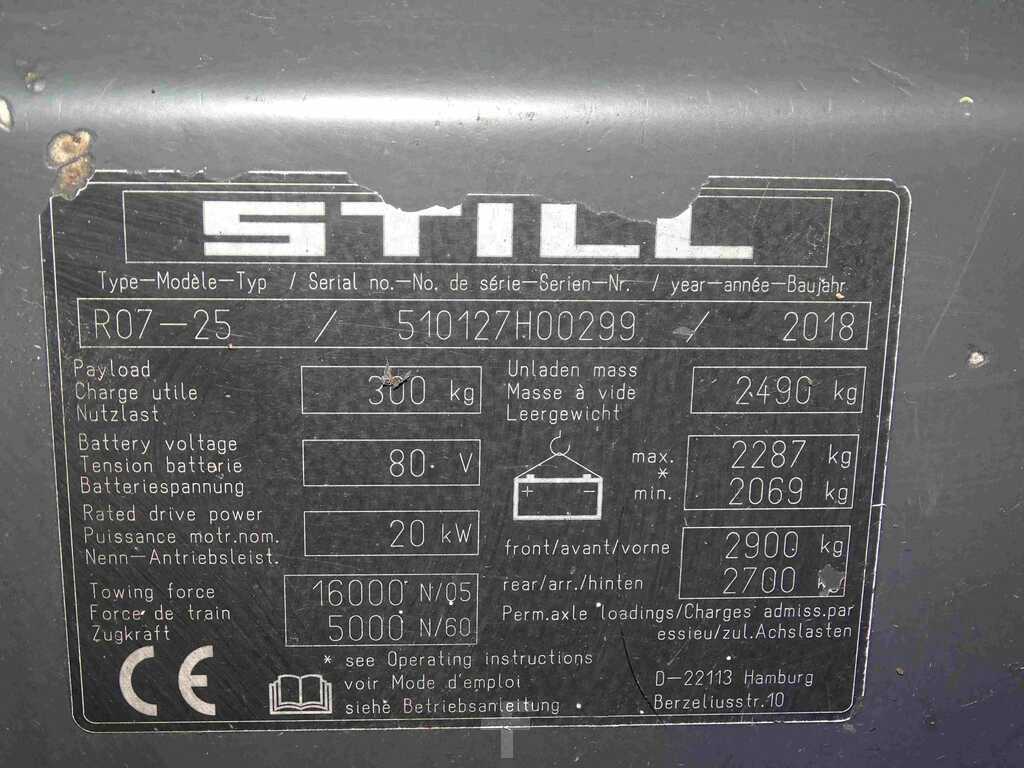 STILL
Type-Modèle-Typ / Serial no.-No. de série-Serien-Nr. / year-année-Baujahr
R07-25 / 510127H00299 / 2018
Payload
Charge utile
Nutzlast
300 kg
Unladen mass
Masse à vide
Leergewicht
2490 kg
Battery voltage
Tension batterie
Batteriespannung
80 V
+ −
max. 2287 kg
*
min. 2069 kg
Rated drive power
Puissance motr.nom.
Nenn-Antriebsleist.
20 kW
front/avant/vorne 2900 kg
rear/arr./hinten 2700 kg
Perm.axle loadings/Charges admiss.par
essieu/zul.Achslasten
Towing force
Force de train
Zugkraft
16000 N/05
5000 N/60
CE
* see Operating instructions
voir Mode d'emploi
siehe Betriebsanleitung
D-22113 Hamburg
Berzeliusstr.10